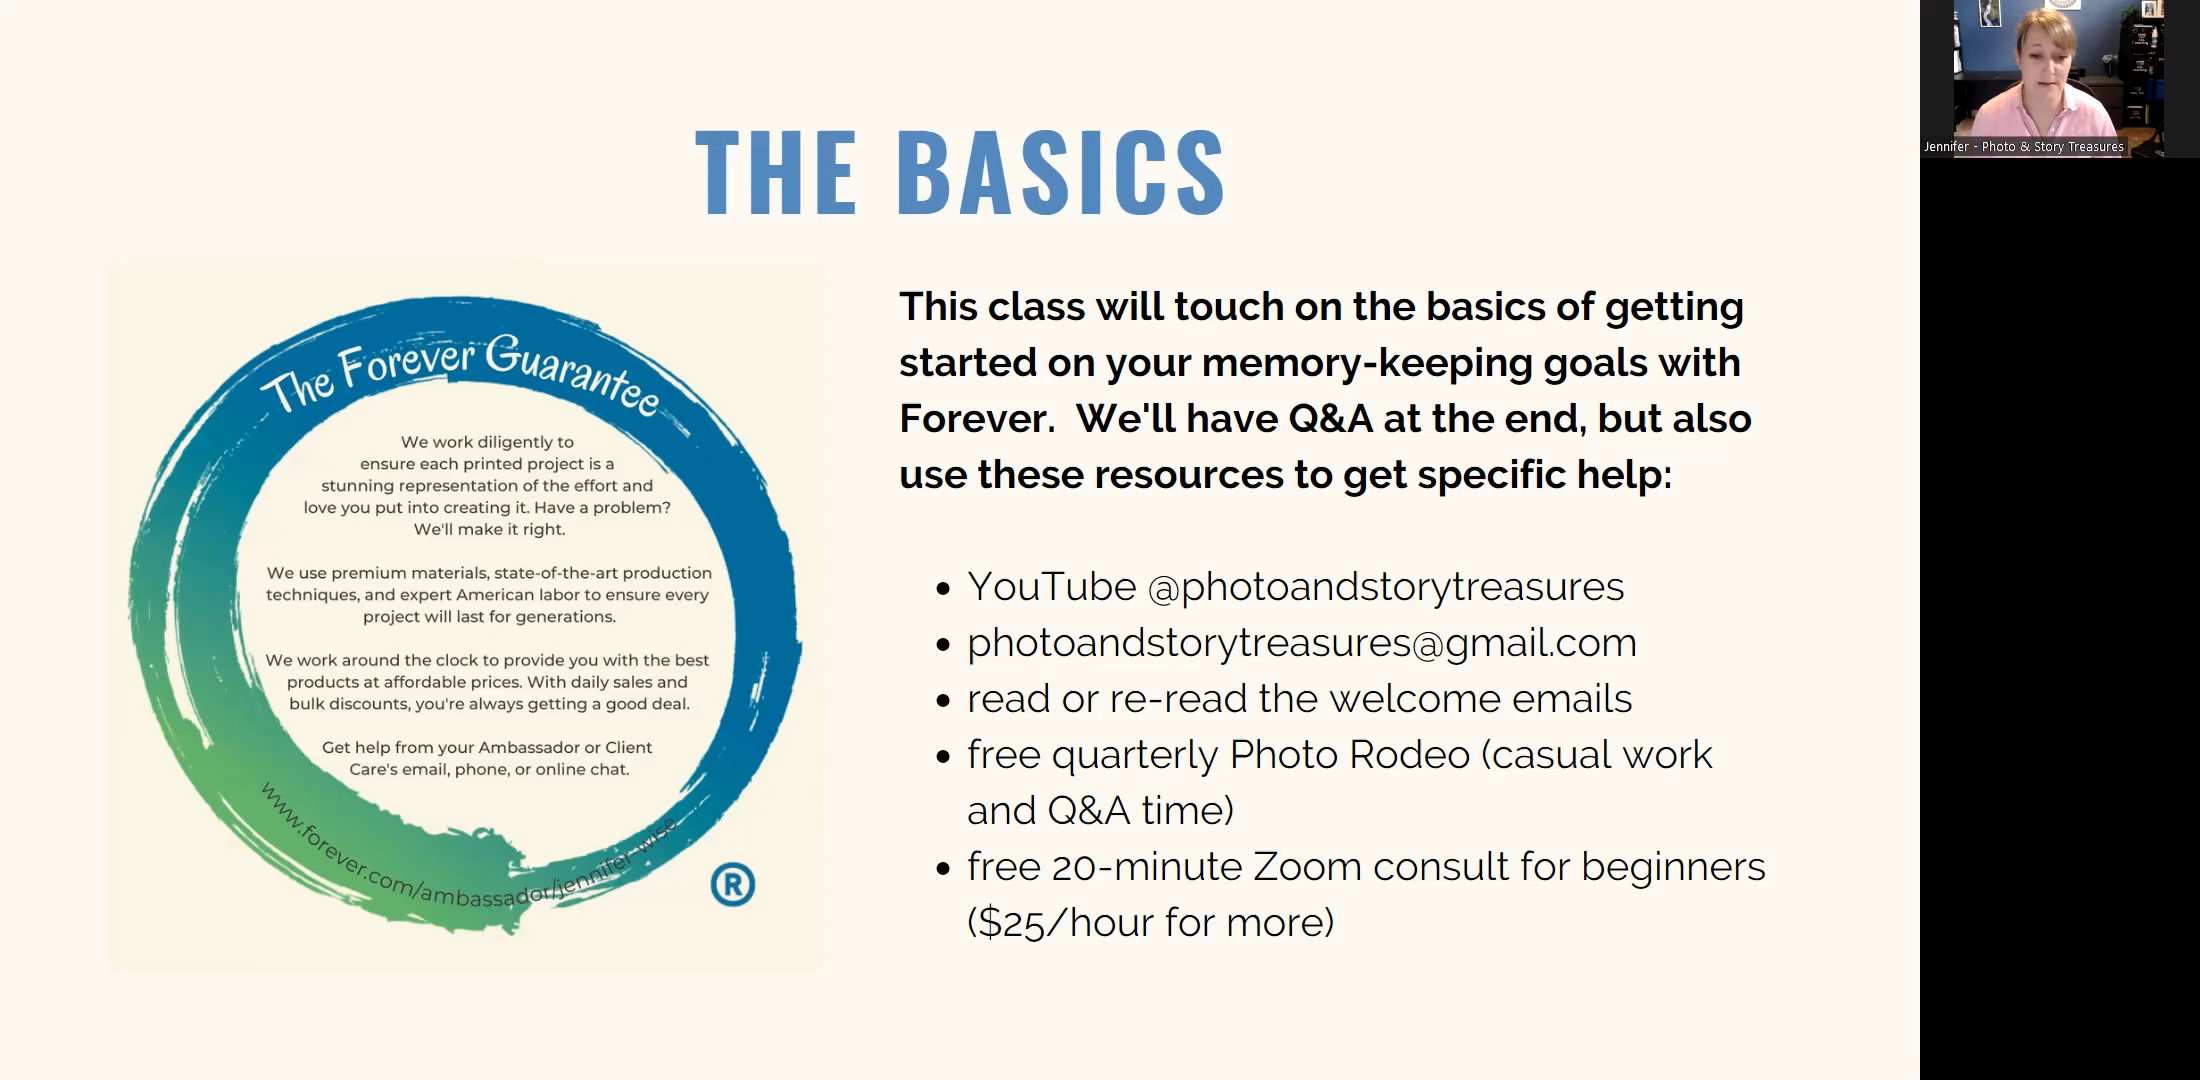 THE BASICS
The Forever Guarantee
We work diligently to
ensure each printed project is a
stunning representation of the effort and
love you put into creating it. Have a problem?
We'll make it right.
We use premium materials, state-of-the-art production
techniques, and expert American labor to ensure every
project will last for generations.
We work around the clock to provide you with the best
products at affordable prices. With daily sales and
bulk discounts, you're always getting a good deal.
Get help from your Ambassador or Client
Care's email, phone, or online chat.
www.forever.com/ambassador/jennifer-wise
®
This class will touch on the basics of getting
started on your memory-keeping goals with
Forever.  We'll have Q&A at the end, but also
use these resources to get specific help:
• YouTube @photoandstorytreasures
• photoandstorytreasures@gmail.com
• read or re-read the welcome emails
• free quarterly Photo Rodeo (casual work
and Q&A time)
• free 20-minute Zoom consult for beginners
($25/hour for more)
Jennifer - Photo & Story Treasures